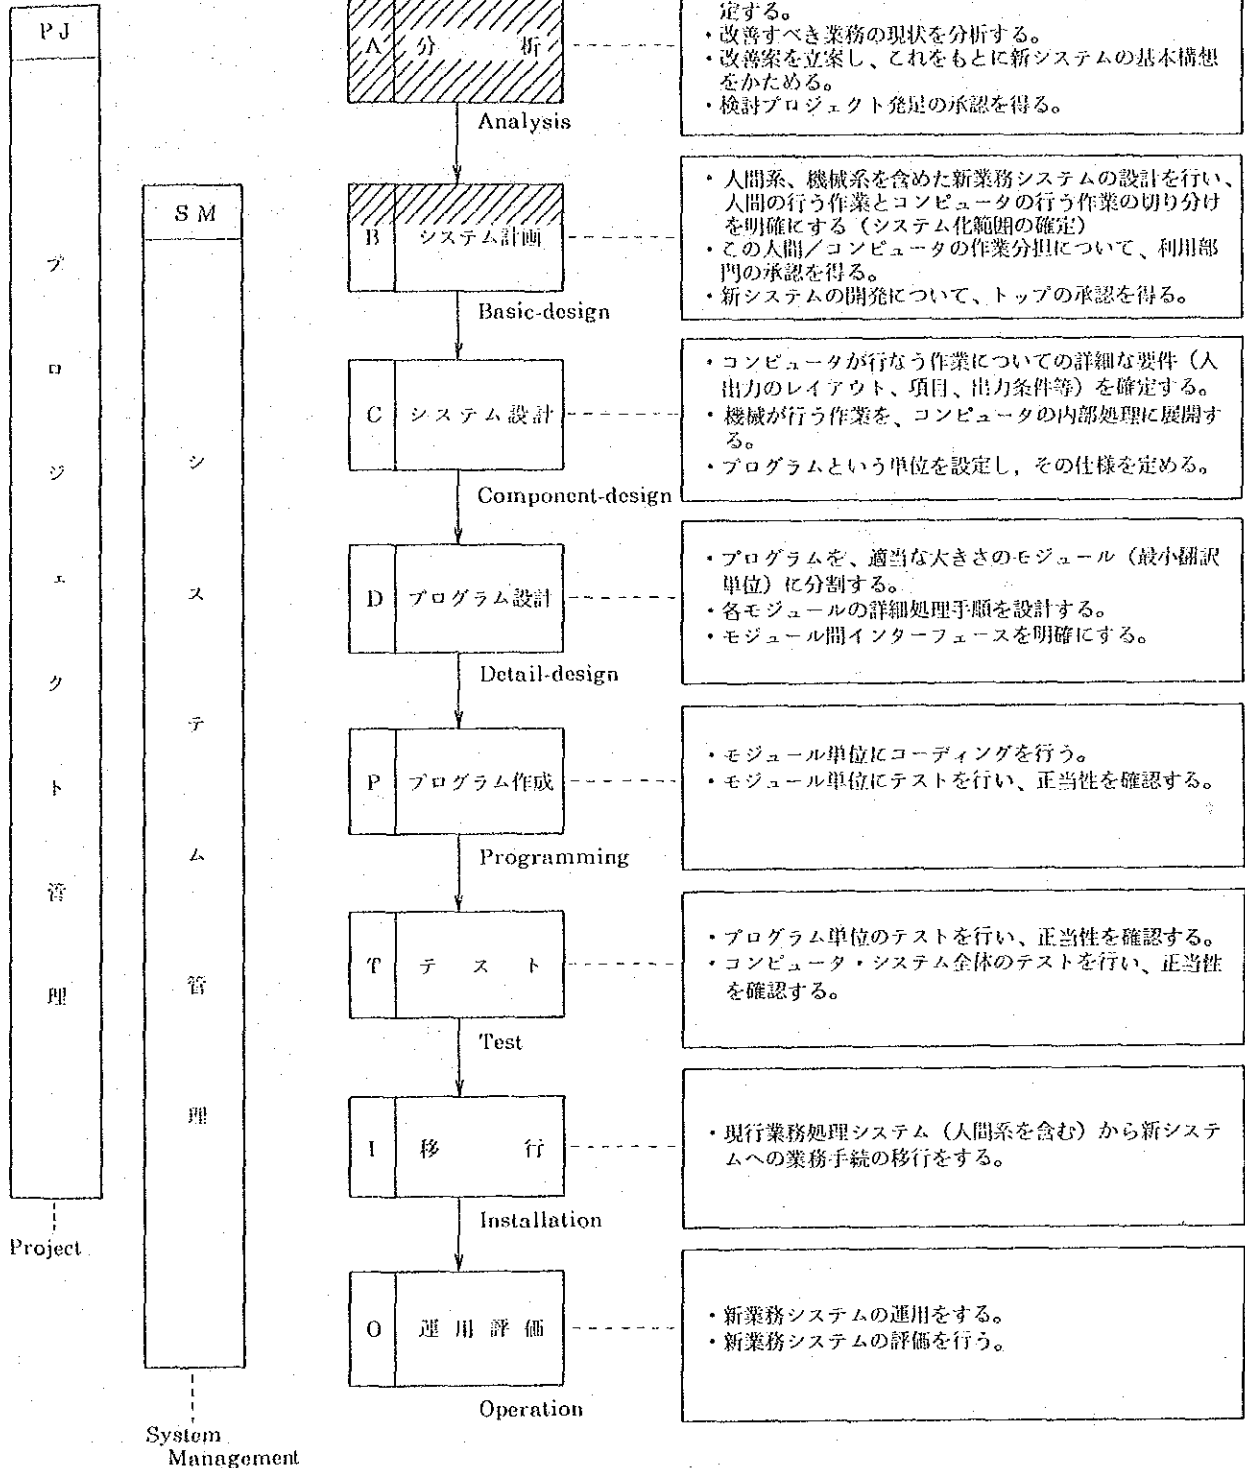 PJ
プロジェクト管理
Project
SM
システム管理
System
Management
A 分析
Analysis
定する。
・改善すべき業務の現状を分析する。
・改善案を立案し、これをもとに新システムの基本構想
をかためる。
・検討プロジェクト発足の承認を得る。
B システム計画
Basic-design
・人間系、機械系を含めた新業務システムの設計を行い、
人間の行う作業とコンピュータの行う作業の切り分け
を明確にする（システム化範囲の確定）
・この人間／コンピュータの作業分担について、利用部
門の承認を得る。
・新システムの開発について、トップの承認を得る。
C システム設計
Component-design
・コンピュータが行なう作業についての詳細な要件（入
出力のレイアウト、項目、出力条件等）を確定する。
・機械が行う作業を、コンピュータの内部処理に展開す
る。
・プログラムという単位を設定し，その仕様を定める。
D プログラム設計
Detail-design
・プログラムを、適当な大きさのモジュール（最小翻訳
単位）に分割する。
・各モジュールの詳細処理手順を設計する。
・モジュール間インターフェースを明確にする。
P プログラム作成
Programming
・モジュール単位にコーディングを行う。
・モジュール単位にテストを行い、正当性を確認する。
T テスト
Test
・プログラム単位のテストを行い、正当性を確認する。
・コンピュータ・システム全体のテストを行い、正当性
を確認する。
I 移行
Installation
・現行業務処理システム（人間系を含む）から新システ
ムへの業務手続の移行をする。
O 運用評価
Operation
・新業務システムの運用をする。
・新業務システムの評価を行う。